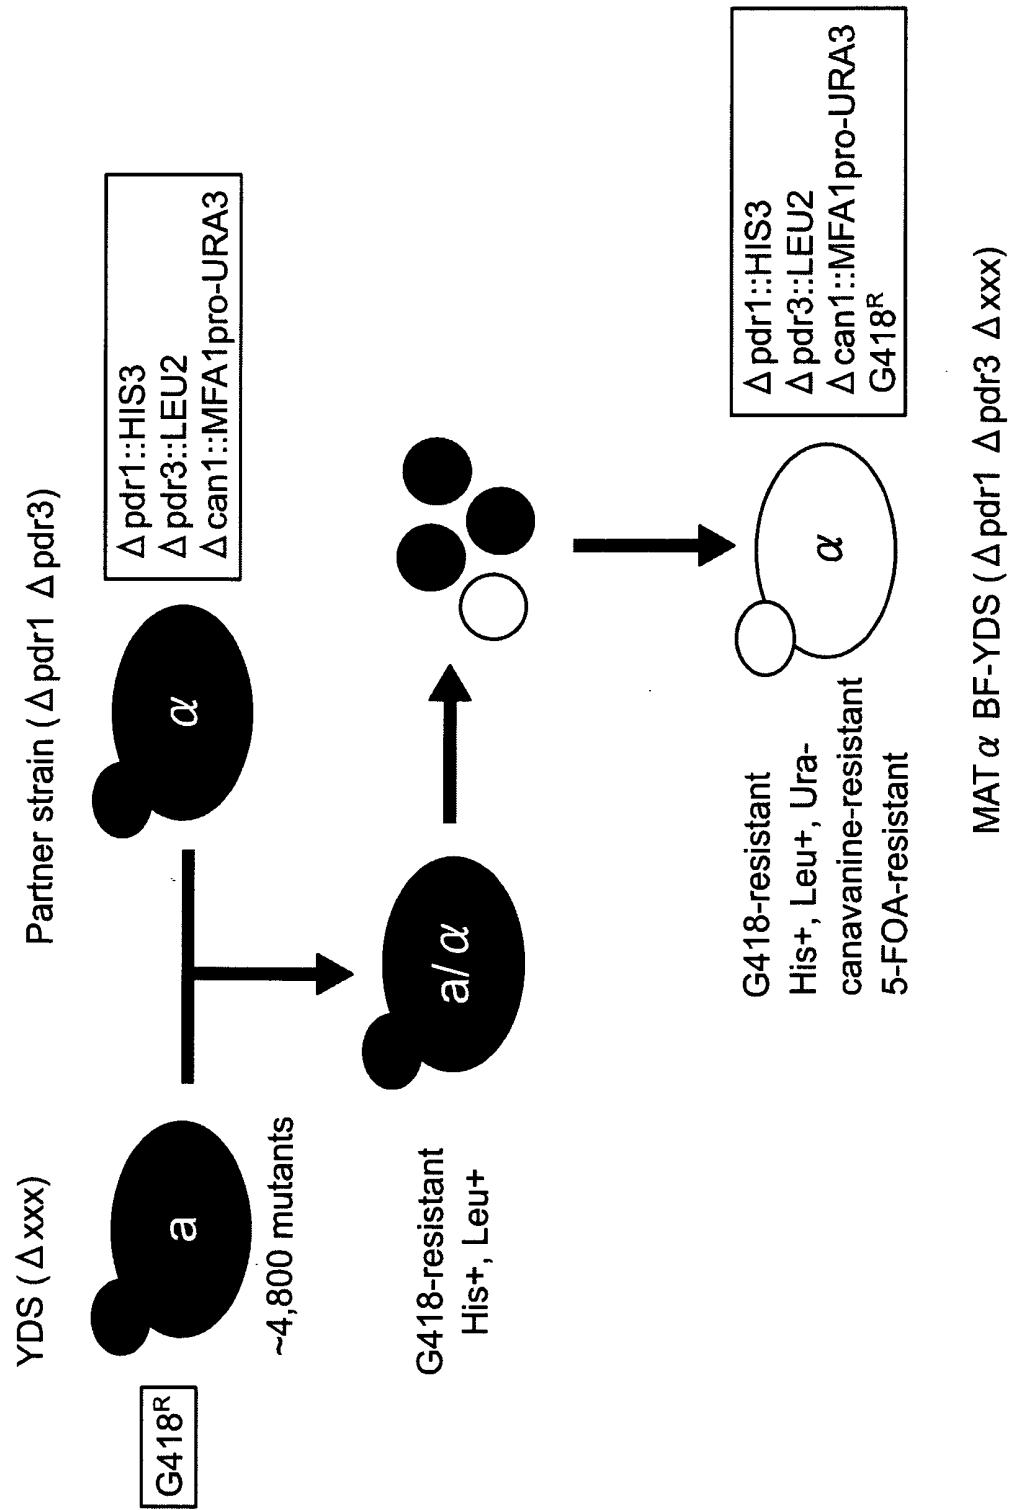 YDS (Δxxx)
Partner strain (Δpdr1 Δpdr3)
G418ᴿ
a
α
Δpdr1::HIS3
Δpdr3::LEU2
Δcan1::MFA1pro-URA3
~4,800 mutants
G418-resistant
His+, Leu+
a/α
G418-resistant
His+, Leu+, Ura-
canavanine-resistant
5-FOA-resistant
α
Δpdr1::HIS3
Δpdr3::LEU2
Δcan1::MFA1pro-URA3
G418ᴿ
MATα BF-YDS (Δpdr1 Δpdr3 Δxxx)